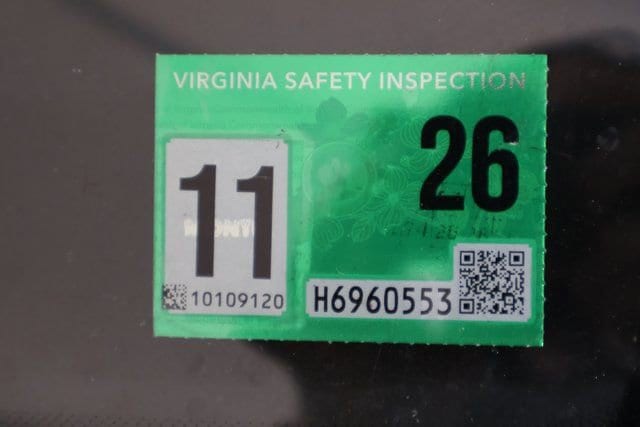 VIRGINIA SAFETY INSPECTION
26
11
10109120
H6960553